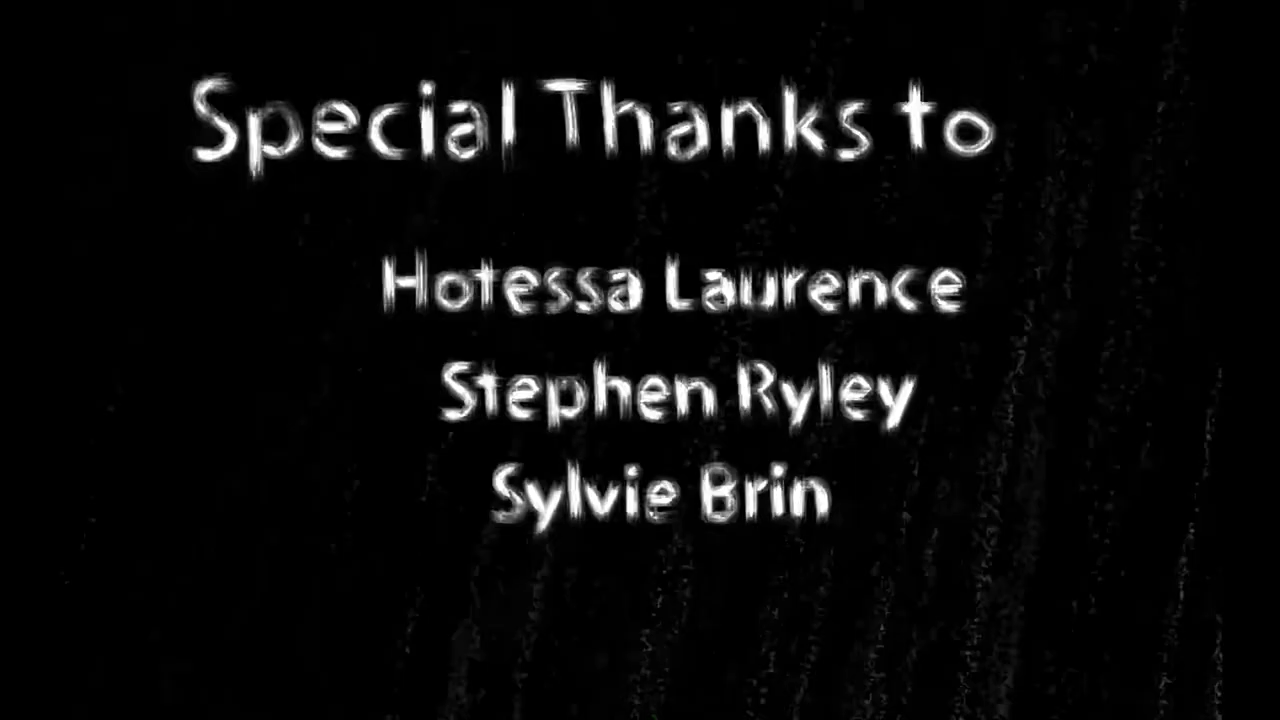 Special Thanks to
Hotessa Laurence
Stephen Ryley
Sylvie Brin